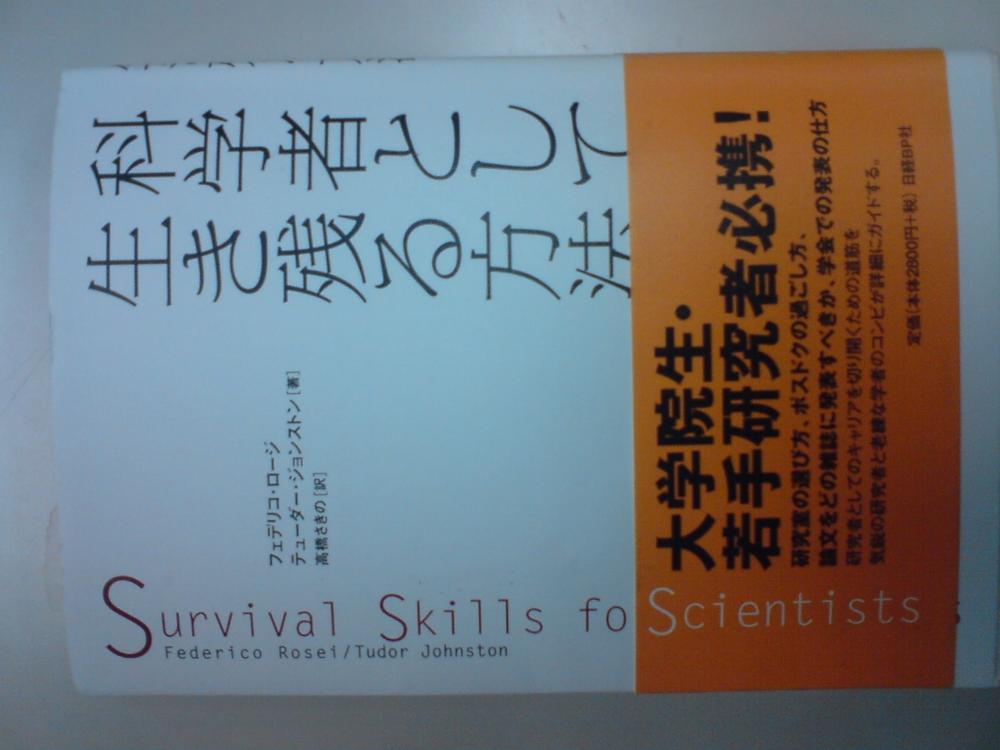 科学者として
生き残る方法
フェデリコ・ロージ
テューダー・ジョンストン[著]
高橋さきの[訳]
Survival Skills fo Scientists
Federico Rosei/Tudor Johnston
大学院生・
若手研究者必携!
研究室の選び方、ポスドクの過ごし方、
論文をどの雑誌に発表すべきか、学会での発表の仕方
研究者としてのキャリアを切り開くための道筋を
気鋭の研究者と老練な学者のコンビが詳細にガイドする。
定価(本体2800円+税) 日経BP社